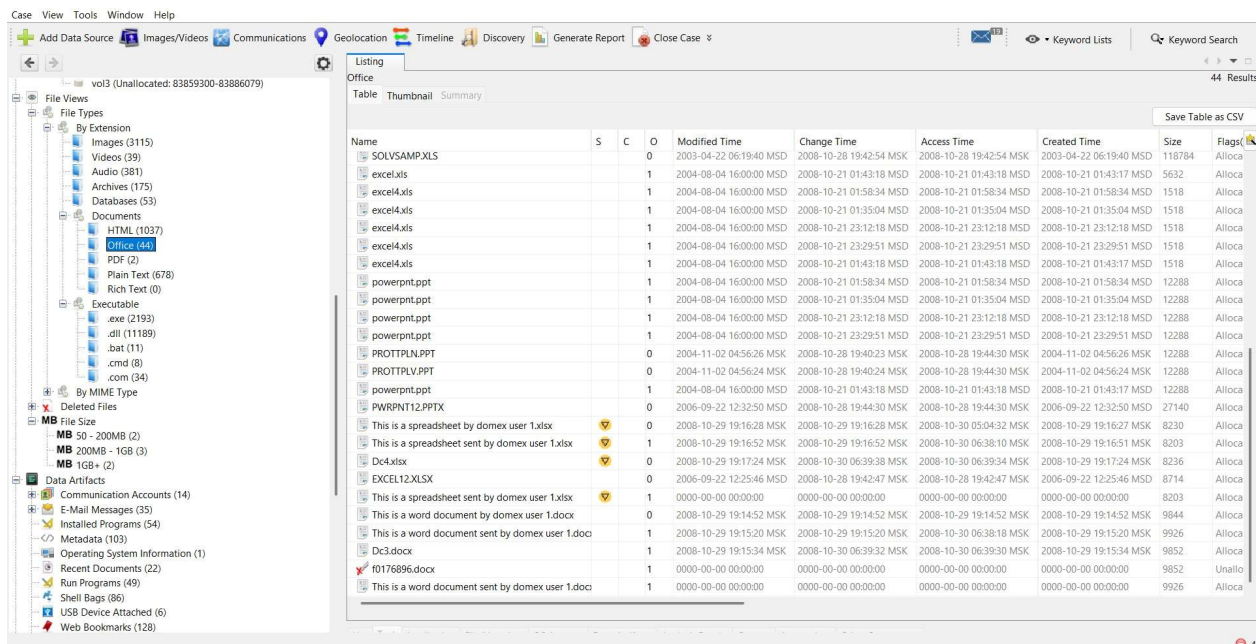 Case View Tools Window Help
Add Data Source Images/Videos Communications Geolocation Timeline Discovery Generate Report Close Case 19 Keyword Lists Keyword Search
vol3 (Unallocated: 83859300-83886079)
File Views
File Types
By Extension
Images (3115)
Videos (39)
Audio (381)
Archives (175)
Databases (53)
Documents
HTML (1037)
Office (44)
PDF (2)
Plain Text (678)
Rich Text (0)
Executable
.exe (2193)
.dll (11189)
.bat (11)
.cmd (8)
.com (34)
By MIME Type
Deleted Files
MB File Size
MB 50 - 200MB (2)
MB 200MB - 1GB (3)
MB 1GB+ (2)
Data Artifacts
Communication Accounts (14)
E-Mail Messages (35)
Installed Programs (54)
Metadata (103)
Operating System Information (1)
Recent Documents (22)
Run Programs (49)
Shell Bags (86)
USB Device Attached (6)
Web Bookmarks (128)
Listing
Office 44 Results
Table Thumbnail Summary
Save Table as CSV
Name S C O Modified Time Change Time Access Time Created Time Size Flags(
SOLVSAMP.XLS 0 2003-04-22 06:19:40 MSD 2008-10-28 19:42:54 MSK 2008-10-28 19:42:54 MSK 2003-04-22 06:19:40 MSD 118784 Alloca
excel.xls 1 2004-08-04 16:00:00 MSD 2008-10-21 01:43:18 MSD 2008-10-21 01:43:18 MSD 2008-10-21 01:43:17 MSD 5632 Alloca
excel4.xls 1 2004-08-04 16:00:00 MSD 2008-10-21 01:58:34 MSD 2008-10-21 01:58:34 MSD 2008-10-21 01:58:34 MSD 1518 Alloca
excel4.xls 1 2004-08-04 16:00:00 MSD 2008-10-21 01:35:04 MSD 2008-10-21 01:35:04 MSD 2008-10-21 01:35:04 MSD 1518 Alloca
excel4.xls 1 2004-08-04 16:00:00 MSD 2008-10-21 23:12:18 MSD 2008-10-21 23:12:18 MSD 2008-10-21 23:12:18 MSD 1518 Alloca
excel4.xls 1 2004-08-04 16:00:00 MSD 2008-10-21 23:29:51 MSD 2008-10-21 23:29:51 MSD 2008-10-21 23:29:51 MSD 1518 Alloca
excel4.xls 1 2004-08-04 16:00:00 MSD 2008-10-21 01:43:18 MSD 2008-10-21 01:43:18 MSD 2008-10-21 01:43:17 MSD 1518 Alloca
powerpnt.ppt 1 2004-08-04 16:00:00 MSD 2008-10-21 01:58:34 MSD 2008-10-21 01:58:34 MSD 2008-10-21 01:58:34 MSD 12288 Alloca
powerpnt.ppt 1 2004-08-04 16:00:00 MSD 2008-10-21 01:35:04 MSD 2008-10-21 01:35:04 MSD 2008-10-21 01:35:04 MSD 12288 Alloca
powerpnt.ppt 1 2004-08-04 16:00:00 MSD 2008-10-21 23:12:18 MSD 2008-10-21 23:12:18 MSD 2008-10-21 23:12:18 MSD 12288 Alloca
powerpnt.ppt 1 2004-08-04 16:00:00 MSD 2008-10-21 23:29:51 MSD 2008-10-21 23:29:51 MSD 2008-10-21 23:29:51 MSD 12288 Alloca
PROTTPLN.PPT 0 2004-11-02 04:56:26 MSK 2008-10-28 19:40:23 MSK 2008-10-28 19:44:30 MSK 2004-11-02 04:56:26 MSK 12288 Alloca
PROTTPLV.PPT 0 2004-11-02 04:56:24 MSK 2008-10-28 19:40:24 MSK 2008-10-28 19:44:30 MSK 2004-11-02 04:56:24 MSK 12288 Alloca
powerpnt.ppt 1 2004-08-04 16:00:00 MSD 2008-10-21 01:43:18 MSD 2008-10-21 01:43:18 MSD 2008-10-21 01:43:17 MSD 12288 Alloca
PWRPNT12.PPTX 0 2006-09-22 12:32:50 MSD 2008-10-28 19:44:30 MSK 2008-10-28 19:44:30 MSK 2006-09-22 12:32:50 MSD 27140 Alloca
This is a spreadsheet by domex user 1.xlsx 0 2008-10-29 19:16:28 MSK 2008-10-29 19:16:28 MSK 2008-10-30 05:04:32 MSK 2008-10-29 19:16:27 MSK 8230 Alloca
This is a spreadsheet sent by domex user 1.xlsx 1 2008-10-29 19:16:52 MSK 2008-10-29 19:16:52 MSK 2008-10-30 06:38:10 MSK 2008-10-29 19:16:51 MSK 8203 Alloca
Dc4.xlsx 0 2008-10-29 19:17:24 MSK 2008-10-30 06:39:38 MSK 2008-10-30 06:39:34 MSK 2008-10-29 19:17:24 MSK 8236 Alloca
EXCEL12.XLSX 0 2006-09-22 12:25:46 MSD 2008-10-28 19:42:47 MSK 2008-10-28 19:42:47 MSK 2006-09-22 12:25:46 MSD 8714 Alloca
This is a spreadsheet sent by domex user 1.xlsx 1 0000-00-00 00:00:00 0000-00-00 00:00:00 0000-00-00 00:00:00 0000-00-00 00:00:00 8203 Alloca
This is a word document by domex user 1.docx 0 2008-10-29 19:14:52 MSK 2008-10-29 19:14:52 MSK 2008-10-29 19:14:52 MSK 2008-10-29 19:14:52 MSK 9844 Alloca
This is a word document sent by domex user 1.doc 1 2008-10-29 19:15:20 MSK 2008-10-29 19:15:20 MSK 2008-10-30 06:38:18 MSK 2008-10-29 19:15:20 MSK 9926 Alloca
Dc3.docx 1 2008-10-29 19:15:34 MSK 2008-10-30 06:39:32 MSK 2008-10-30 06:39:30 MSK 2008-10-29 19:15:34 MSK 9852 Alloca
f0176896.docx 1 0000-00-00 00:00:00 0000-00-00 00:00:00 0000-00-00 00:00:00 0000-00-00 00:00:00 9852 Unallo
This is a word document sent by domex user 1.doc 1 0000-00-00 00:00:00 0000-00-00 00:00:00 0000-00-00 00:00:00 0000-00-00 00:00:00 9926 Alloca